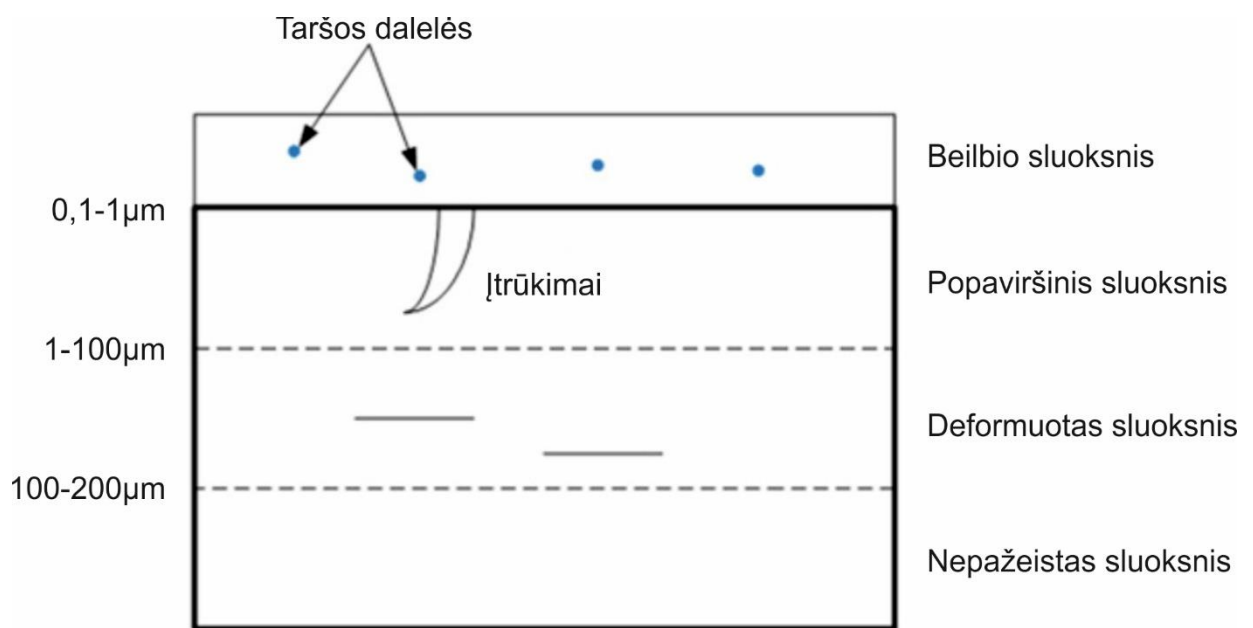 Taršos dalelės
Beilbio sluoksnis
0,1-1µm
Įtrūkimai
Popaviršinis sluoksnis
1-100µm
Deformuotas sluoksnis
100-200µm
Nepažeistas sluoksnis